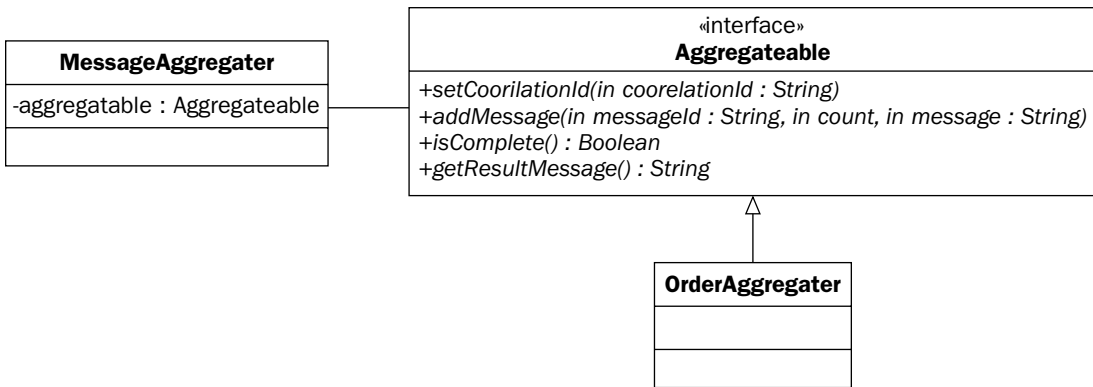 MessageAggregater
-aggregatable : Aggregateable
«interface»
Aggregateable
+setCoorilationId(in coorelationId : String)
+addMessage(in messageId : String, in count, in message : String)
+isComplete() : Boolean
+getResultMessage() : String
OrderAggregater